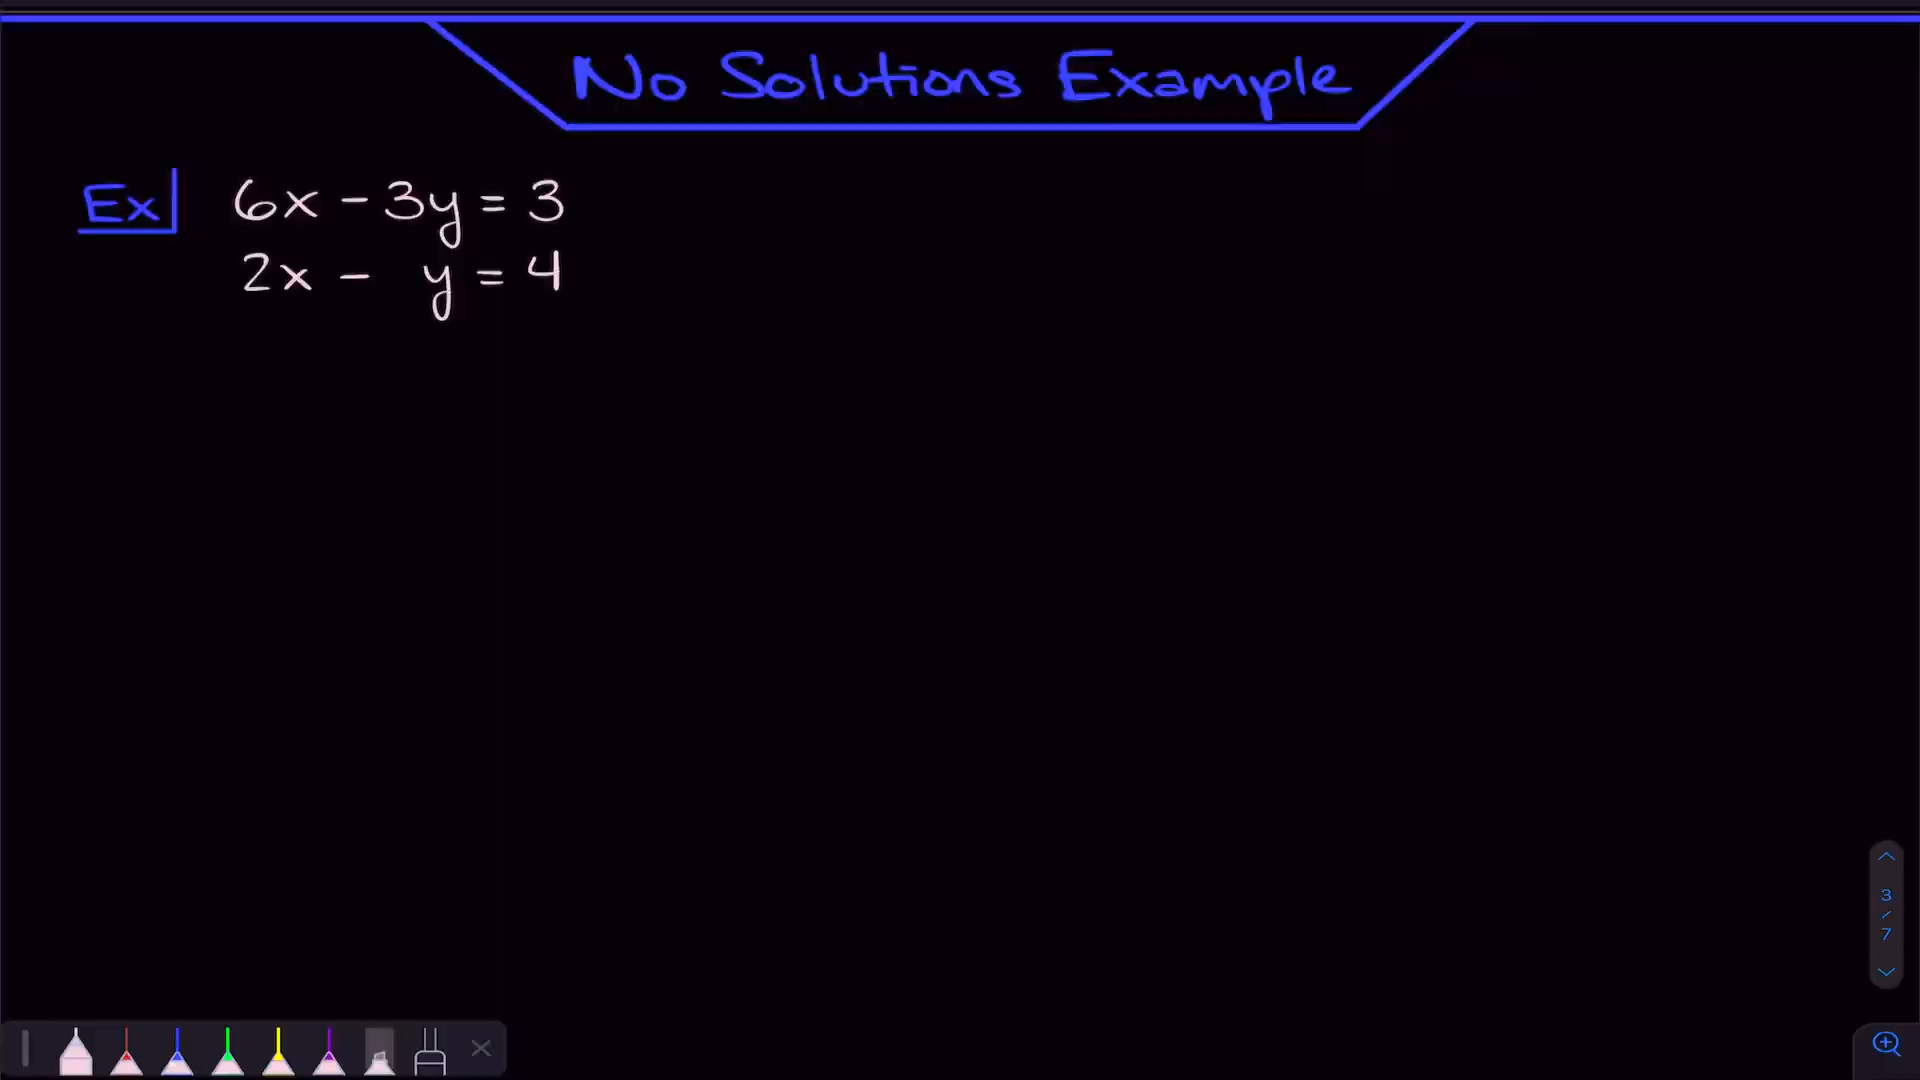 No Solutions Example
Ex 6x - 3y = 3
2x - y = 4
3
/
7